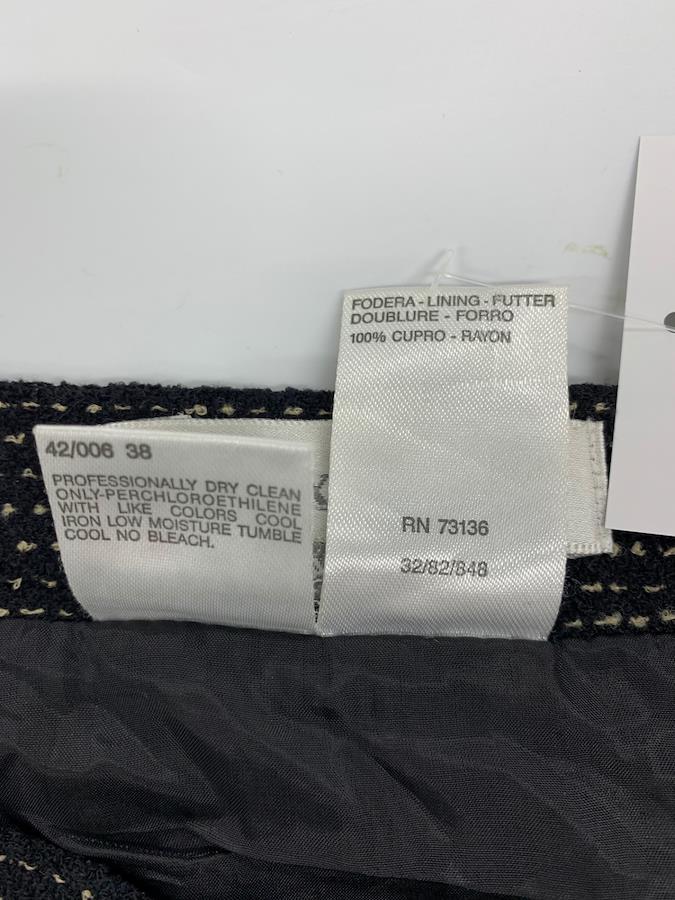 42/006 38
PROFESSIONALLY DRY CLEAN
ONLY-PERCHLOROETHILENE
WITH LIKE COLORS COOL
IRON LOW MOISTURE TUMBLE
COOL NO BLEACH.
FODERA - LINING - FUTTER
DOUBLURE - FORRO
100% CUPRO - RAYON
RN 73136
32/82/848